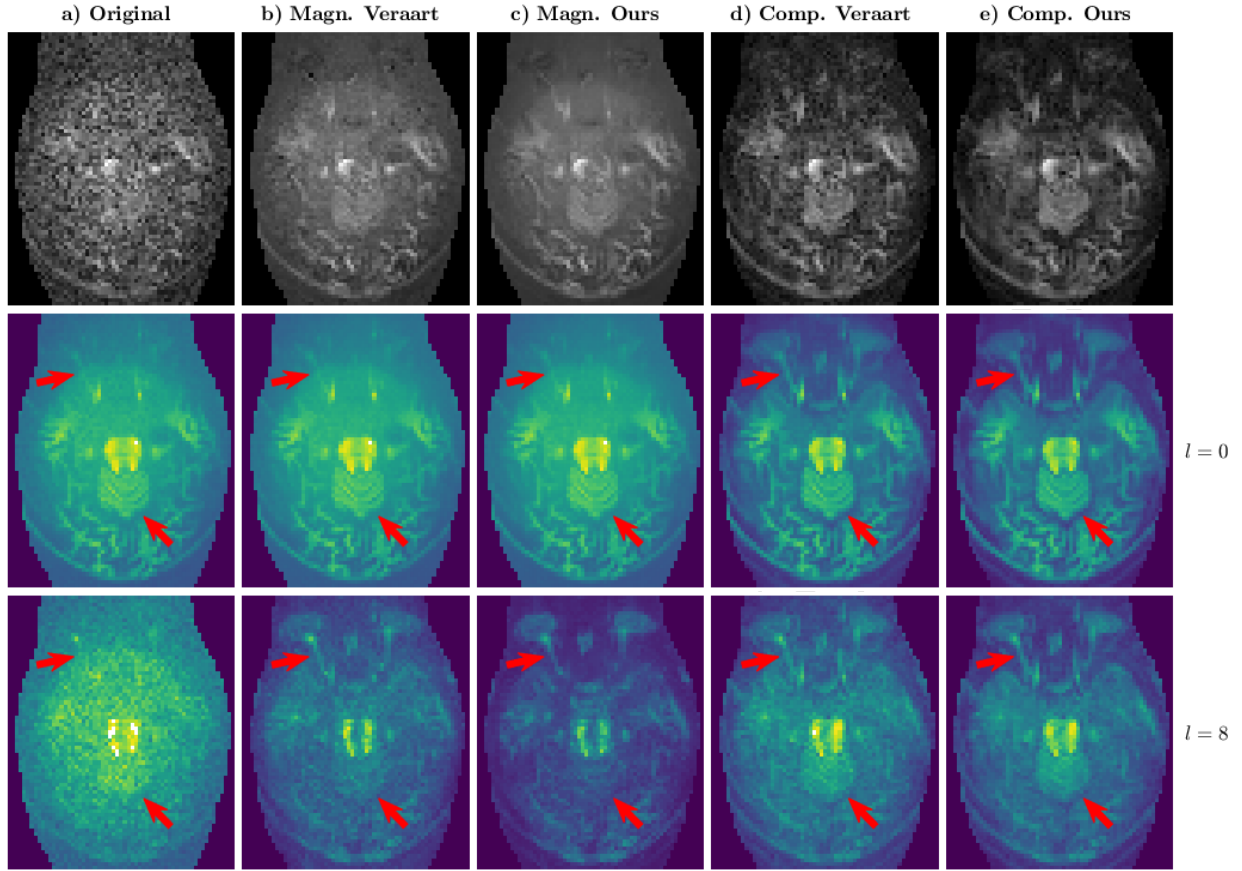 a) Original b) Magn. Veraart c) Magn. Ours d) Comp. Veraart e) Comp. Ours
l = 0
l = 8